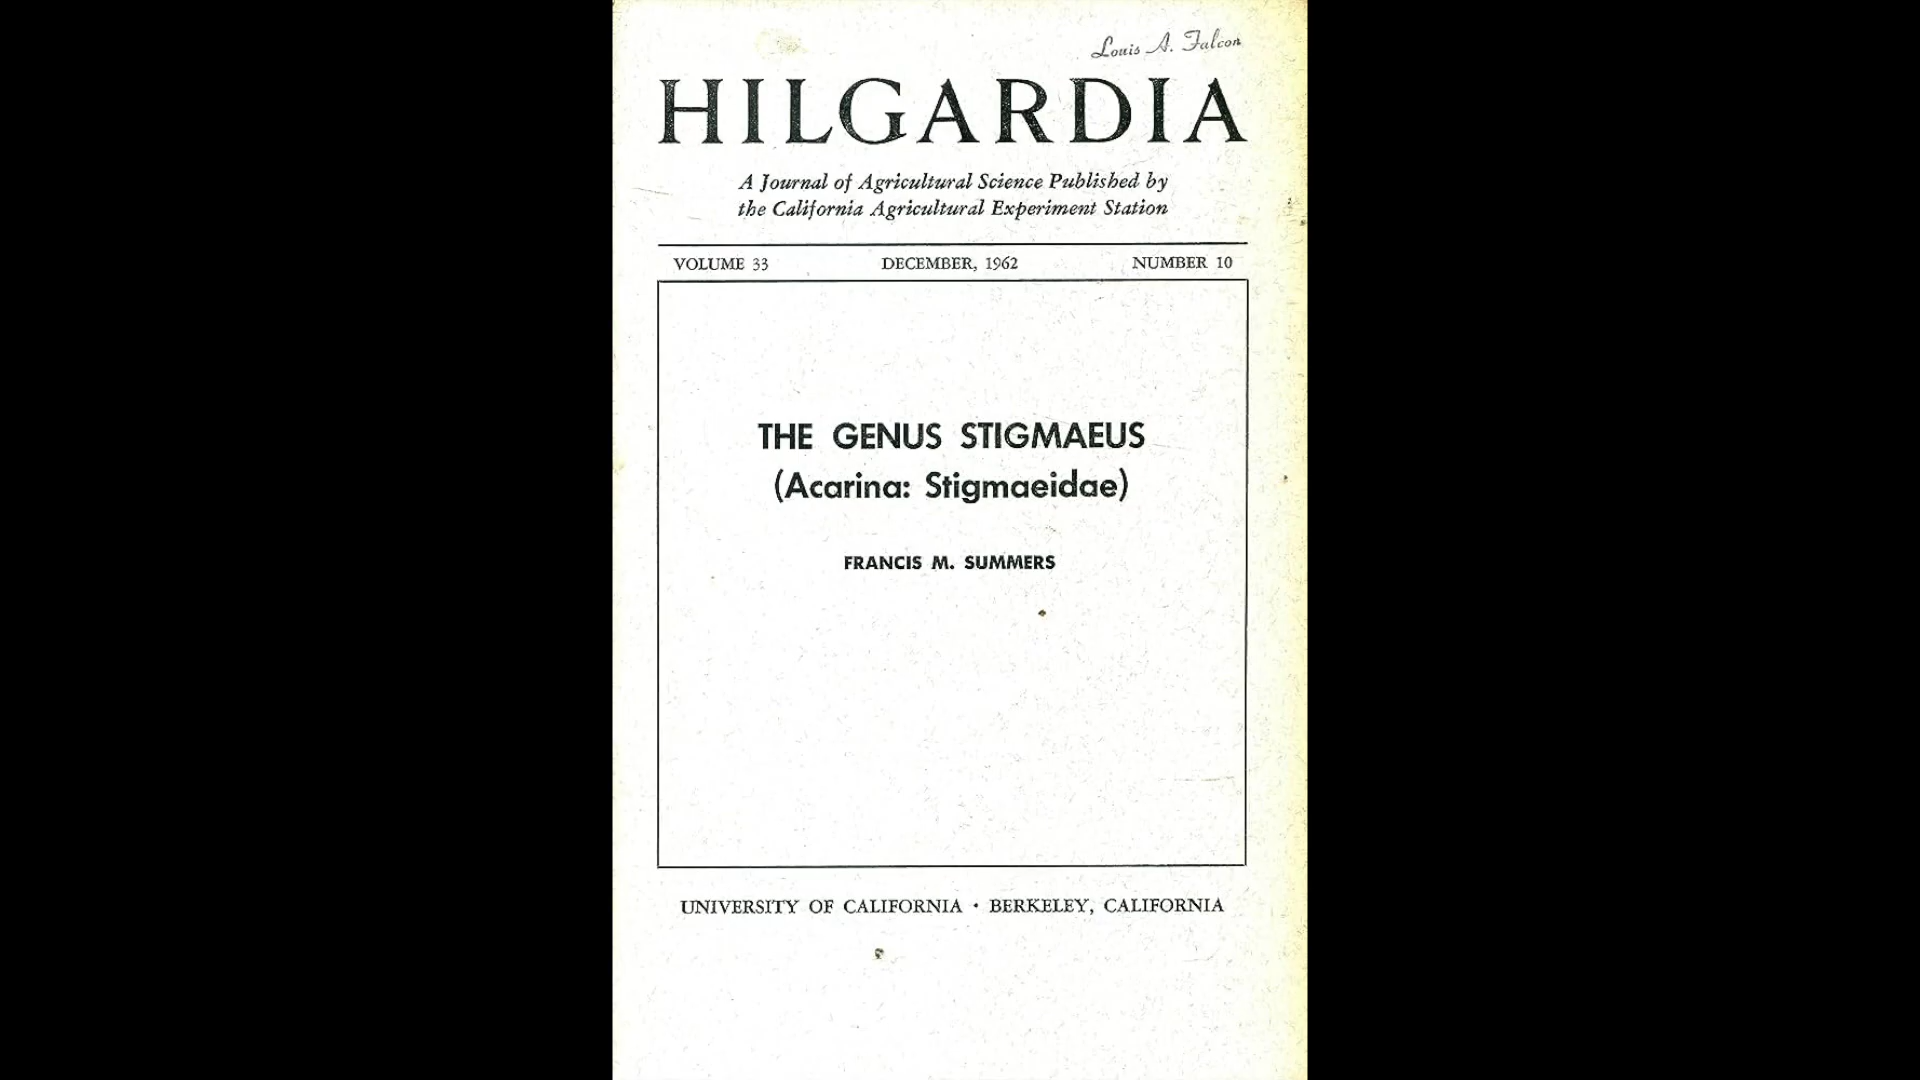 Louis A. Falcon
HILGARDIA
A Journal of Agricultural Science Published by
the California Agricultural Experiment Station
VOLUME 33 DECEMBER, 1962 NUMBER 10
THE GENUS STIGMAEUS
(Acarina: Stigmaeidae)
FRANCIS M. SUMMERS
UNIVERSITY OF CALIFORNIA • BERKELEY, CALIFORNIA